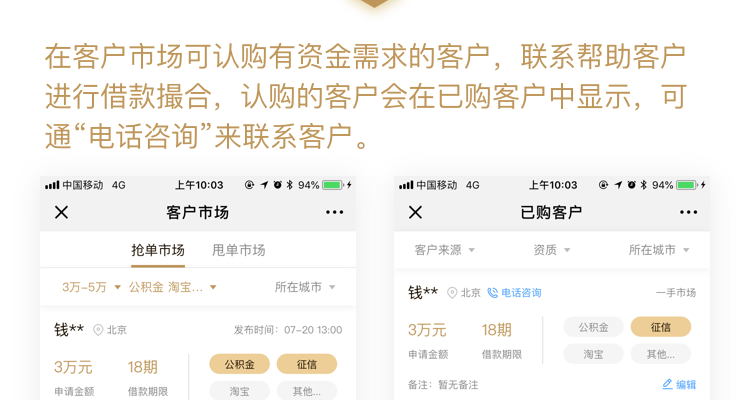 在客户市场可认购有资金需求的客户，联系帮助客户
进行借款撮合，认购的客户会在已购客户中显示，可
通“电话咨询”来联系客户。
中国移动 4G 上午10:03 94%
客户市场
抢单市场 甩单市场
3万-5万 公积金 淘宝... 所在城市
钱** 北京 发布时间：07-20 13:00
3万元 18期 公积金 征信
申请金额 借款期限 淘宝 其他...
中国移动 4G 上午10:03 94%
已购客户
客户来源 资质 所在城市
钱** 北京 电话咨询 一手市场
3万元 18期 公积金 征信
申请金额 借款期限 淘宝 其他...
备注：暂无备注 编辑